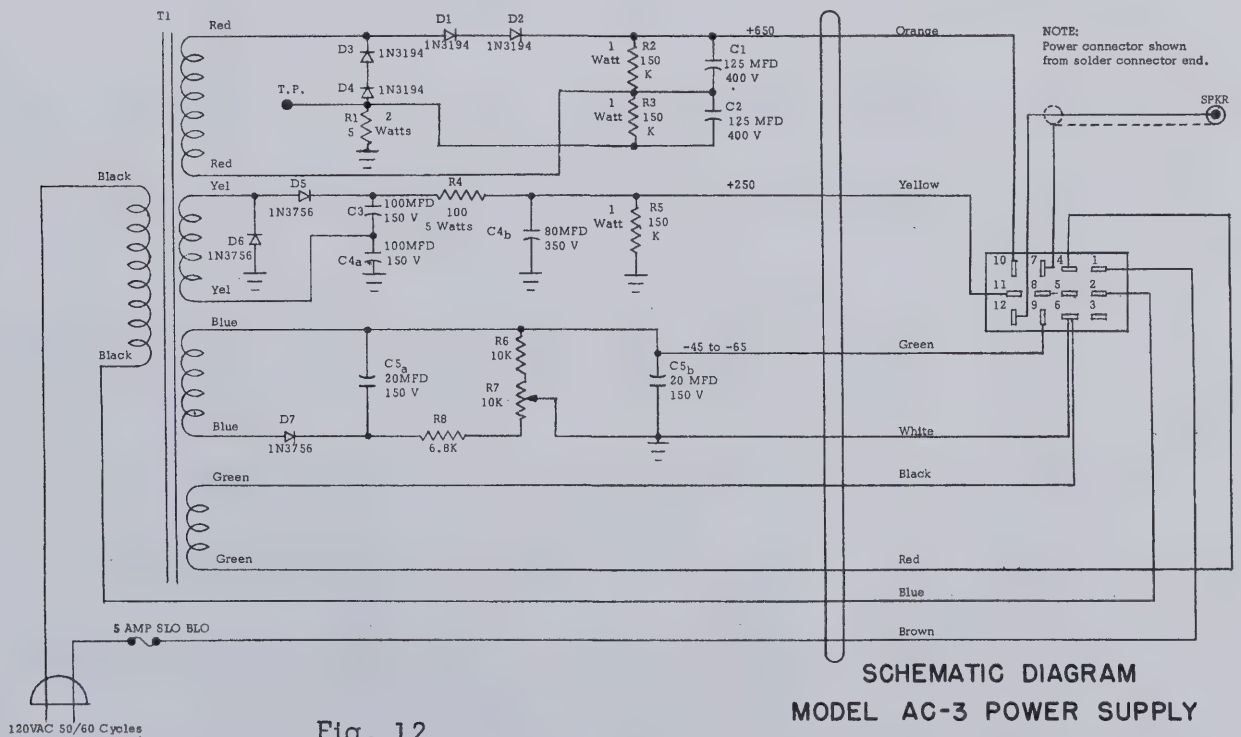 T1
Red
D1
1N3194
D2
1N3194
+650
Orange
NOTE:
Power connector shown
from solder connector end.
D3
1N3194
D4
1N3194
T.P.
R1
5
2
Watts
1
Watt
R2
150
K
C1
125 MFD
400 V
1
Watt
R3
150
K
C2
125 MFD
400 V
SPKR
Red
Black
Yel
D5
1N3756
D6
1N3756
C3
100MFD
150 V
R4
100
5 Watts
C4a
100MFD
150 V
C4b
80MFD
350 V
1
Watt
R5
150
K
+250
Yellow
Yel
10 7 4 1
11 8 5 2
12 9 6 3
Blue
C5a
20MFD
150 V
R6
10K
R7
10K
-45 to -65
Green
C5b
20 MFD
150 V
Black
Blue
D7
1N3756
R8
6.8K
White
Green
Black
Green
Red
Blue
5 AMP SLO BLO
Brown
120VAC 50/60 Cycles
Fig. 12
SCHEMATIC DIAGRAM
MODEL AC-3 POWER SUPPLY